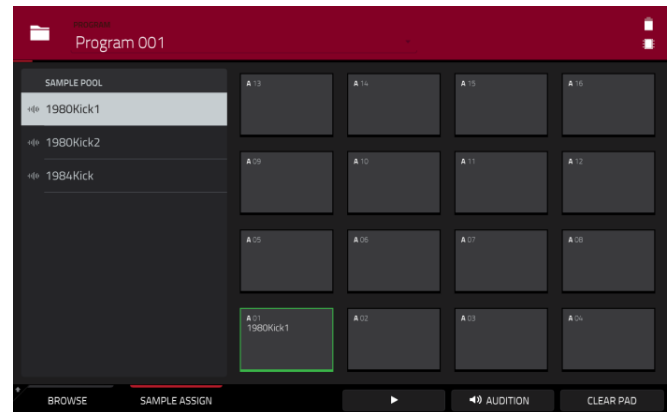 PROGRAM
Program 001
SAMPLE POOL
1980Kick1
1980Kick2
1984Kick
A 13
A 14
A 15
A 16
A 09
A 10
A 11
A 12
A 05
A 06
A 07
A 08
A 01
1980Kick1
A 02
A 03
A 04
BROWSE
SAMPLE ASSIGN
AUDITION
CLEAR PAD